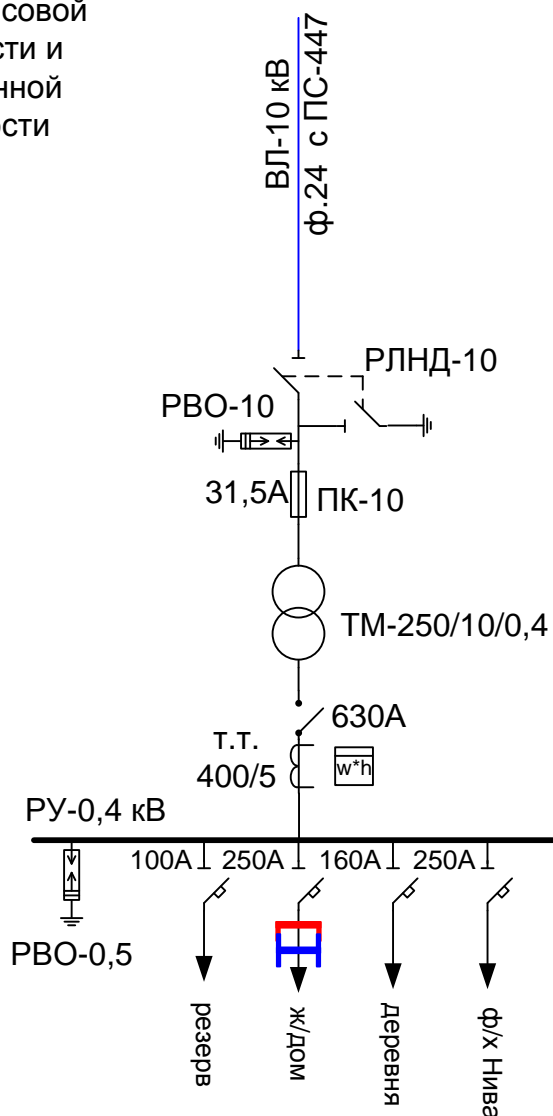 совой
сти и
нной
ости
ВЛ-10 кВ
ф.24 с ПС-447
РЛНД-10
РВО-10
31,5А
ПК-10
ТМ-250/10/0,4
630А
т.т.
400/5
w*h
РУ-0,4 кВ
100А
250А
160А
250А
РВО-0,5
резерв
ж/дом
деревня
ф/х Нива